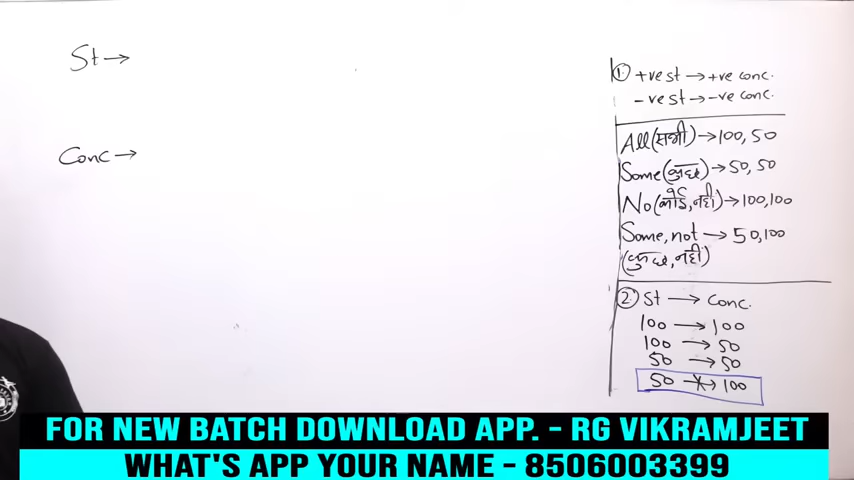 St →
Conc →
① +ve st → +ve conc.
-ve st → -ve conc.
All (सभी) → 100, 50
Some (कुछ) → 50, 50
No (कोई, नहीं) → 100, 100
Some, not → 50, 100
(कुछ, नहीं)
② St → Conc.
100 → 100
100 → 50
50 → 50
50 ↛ 100
FOR NEW BATCH DOWNLOAD APP. - RG VIKRAMJEET
WHAT'S APP YOUR NAME - 8506003399